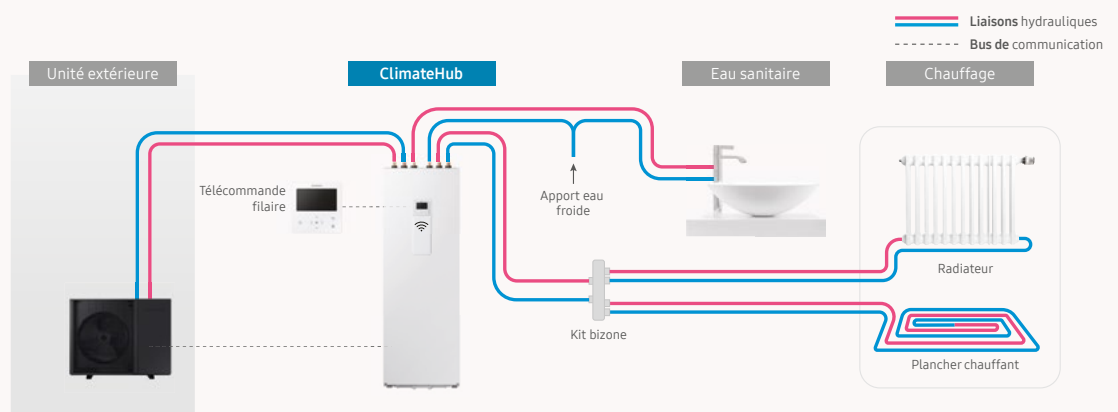 Liaisons hydrauliques
Bus de communication
Unité extérieure
ClimateHub
Eau sanitaire
Chauffage
Télécommande
filaire
Apport eau
froide
Radiateur
Kit bizone
Plancher chauffant